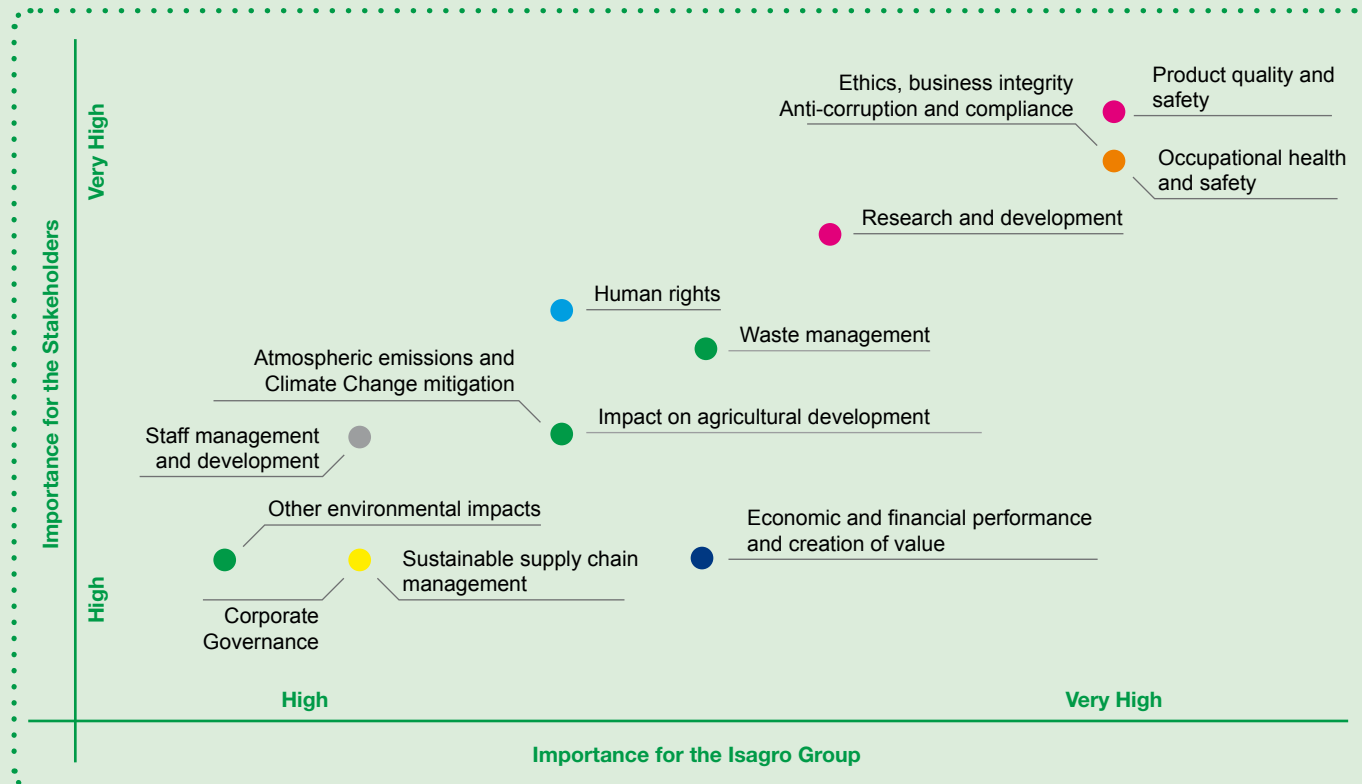 Ethics, business integrity
Anti-corruption and compliance
Product quality and
safety
Occupational health
and safety
Research and development
Human rights
Waste management
Atmospheric emissions and
Climate Change mitigation
Impact on agricultural development
Staff management
and development
Other environmental impacts
Economic and financial performance
and creation of value
Sustainable supply chain
management
Corporate
Governance
Importance for the Stakeholders
Very High
High
High
Very High
Importance for the Isagro Group